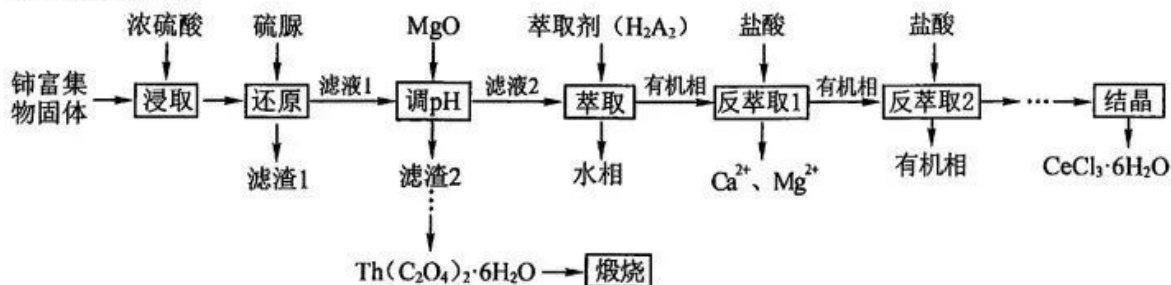 浓硫酸 硫脲 MgO 萃取剂（H₂A₂） 盐酸 盐酸
铈富集物固体 浸取 还原 滤液1 调pH 滤液2 萃取 有机相 反萃取1 有机相 反萃取2 … 结晶
滤渣1 滤渣2 水相 Ca²⁺、Mg²⁺ 有机相 CeCl₃·6H₂O
Th(C₂O₄)₂·6H₂O 煅烧